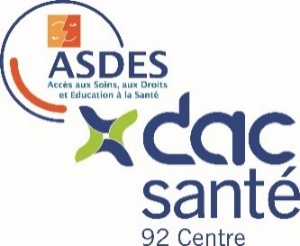 ASDES
Accès aux Soins, aux Droits
et Education à la Santé
dac
santé
92 Centre